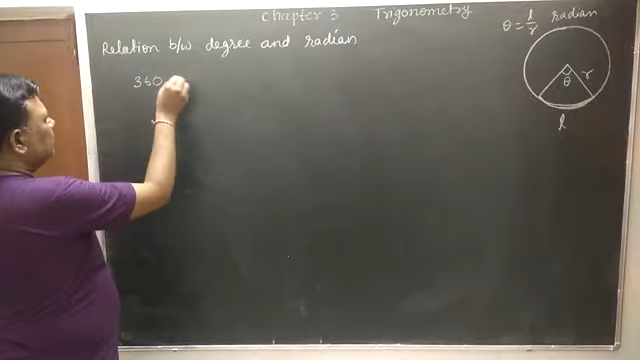 Chapter 3 Trigonometry
θ = l/r radian
Relation b/w degree and radian
360
θ r
l